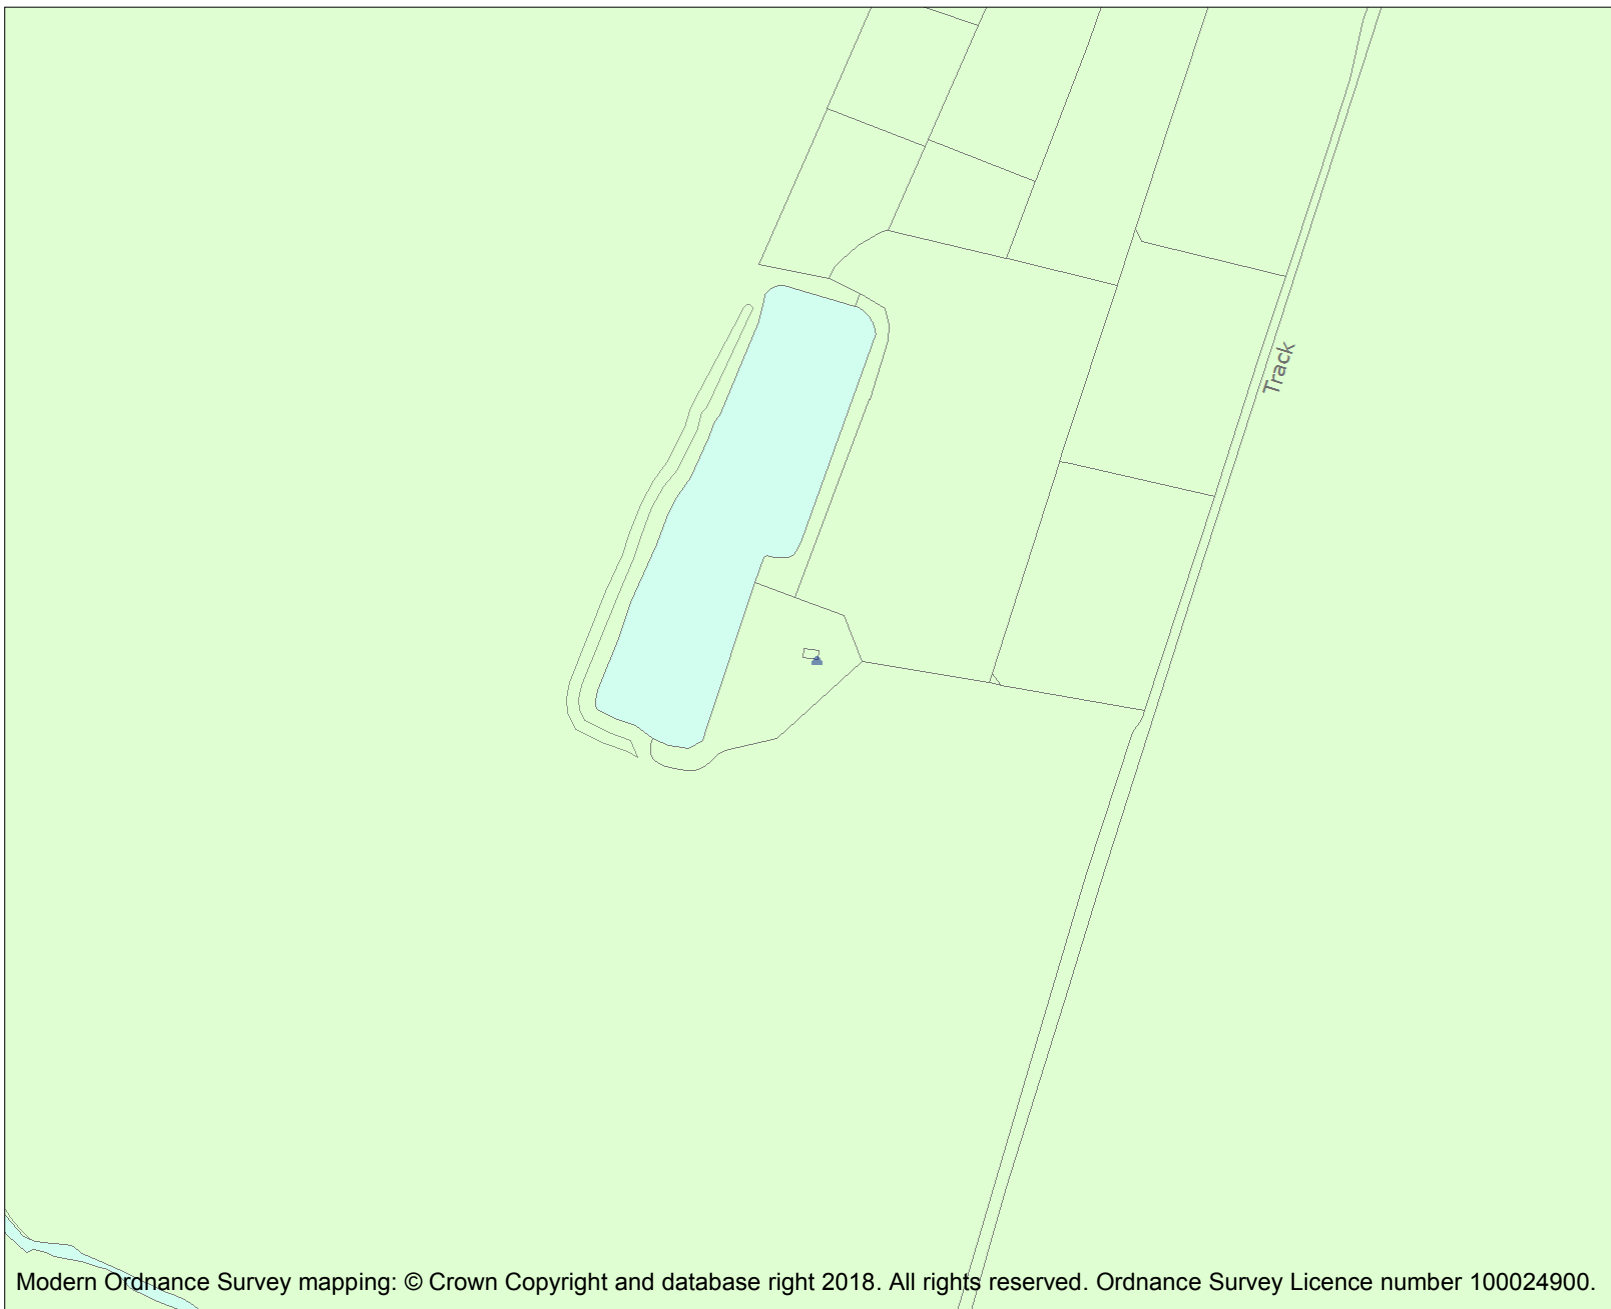 Track
Modern Ordnance Survey mapping: © Crown Copyright and database right 2018. All rights reserved. Ordnance Survey Licence number 100024900.